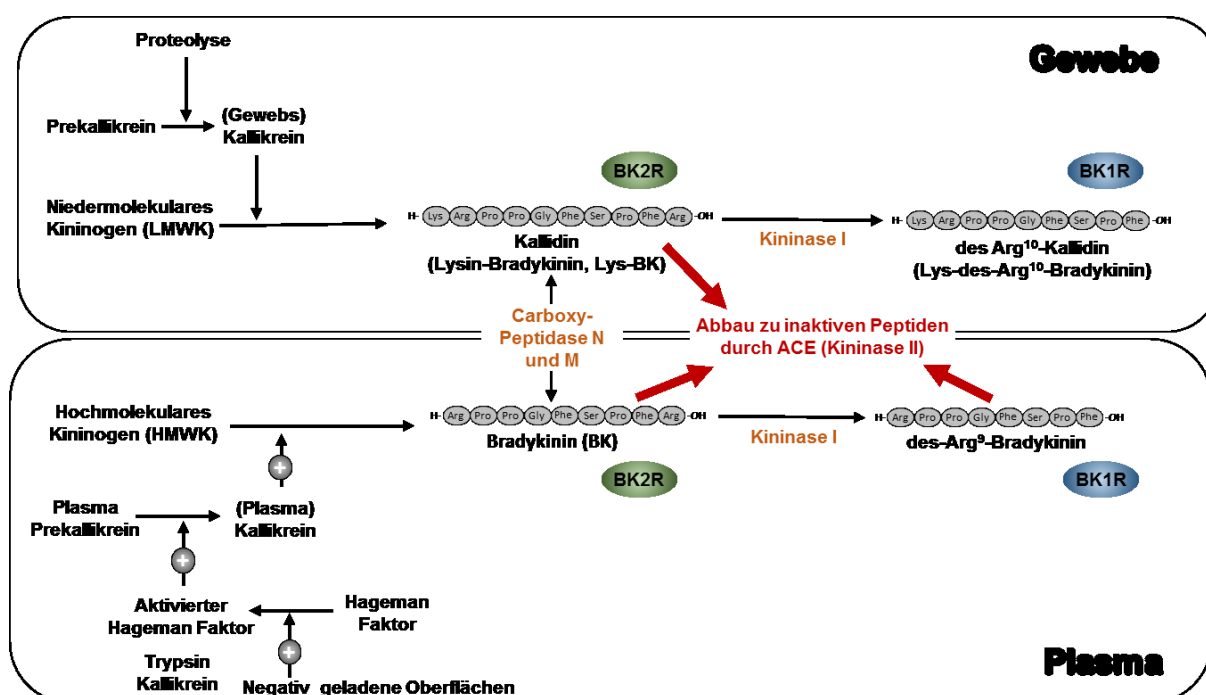 Proteolyse
Gewebe
(Gewebs)
Prekallikrein
Kallikrein
BK2R
BK1R
Niedermolekulares
Kininogen (LMWK)
H- Lys Arg Pro Pro Gly Phe Ser Pro Phe Arg -OH
Kininase I
H- Lys Arg Pro Pro Gly Phe Ser Pro Phe -OH
Kallidin
(Lysin-Bradykinin, Lys-BK)
des Arg¹⁰-Kallidin
(Lys-des-Arg¹⁰-Bradykinin)
Carboxy-
Peptidase N
und M
Abbau zu inaktiven Peptiden
durch ACE (Kininase II)
Hochmolekulares
Kininogen (HMWK)
H- Arg Pro Pro Gly Phe Ser Pro Phe Arg -OH
Bradykinin (BK)
Kininase I
H- Arg Pro Pro Gly Phe Ser Pro Phe -OH
des-Arg⁹-Bradykinin
+
BK2R
BK1R
Plasma
Prekallikrein
(Plasma)
Kallikrein
+
Aktivierter
Hageman Faktor
Hageman
Faktor
+
Trypsin
Kallikrein
Negativ geladene Oberflächen
Plasma